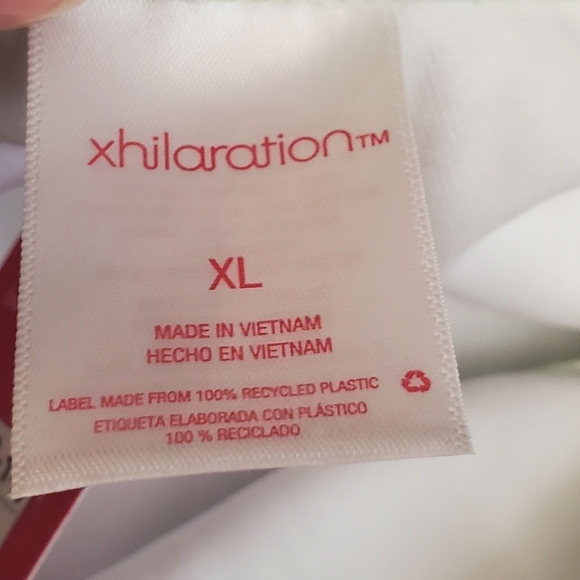 xhilaration™
XL
MADE IN VIETNAM
HECHO EN VIETNAM
LABEL MADE FROM 100% RECYCLED PLASTIC
ETIQUETA ELABORADA CON PLÁSTICO
100 % RECICLADO